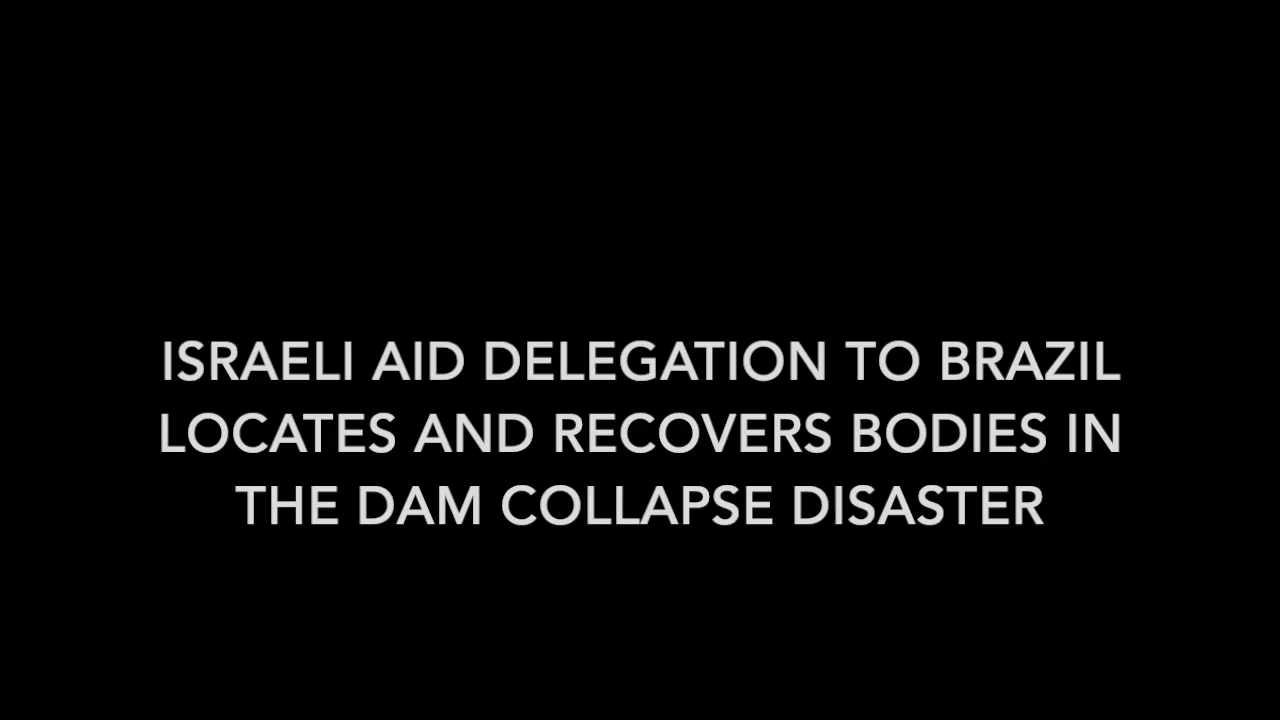 ISRAELI AID DELEGATION TO BRAZIL
LOCATES AND RECOVERS BODIES IN
THE DAM COLLAPSE DISASTER